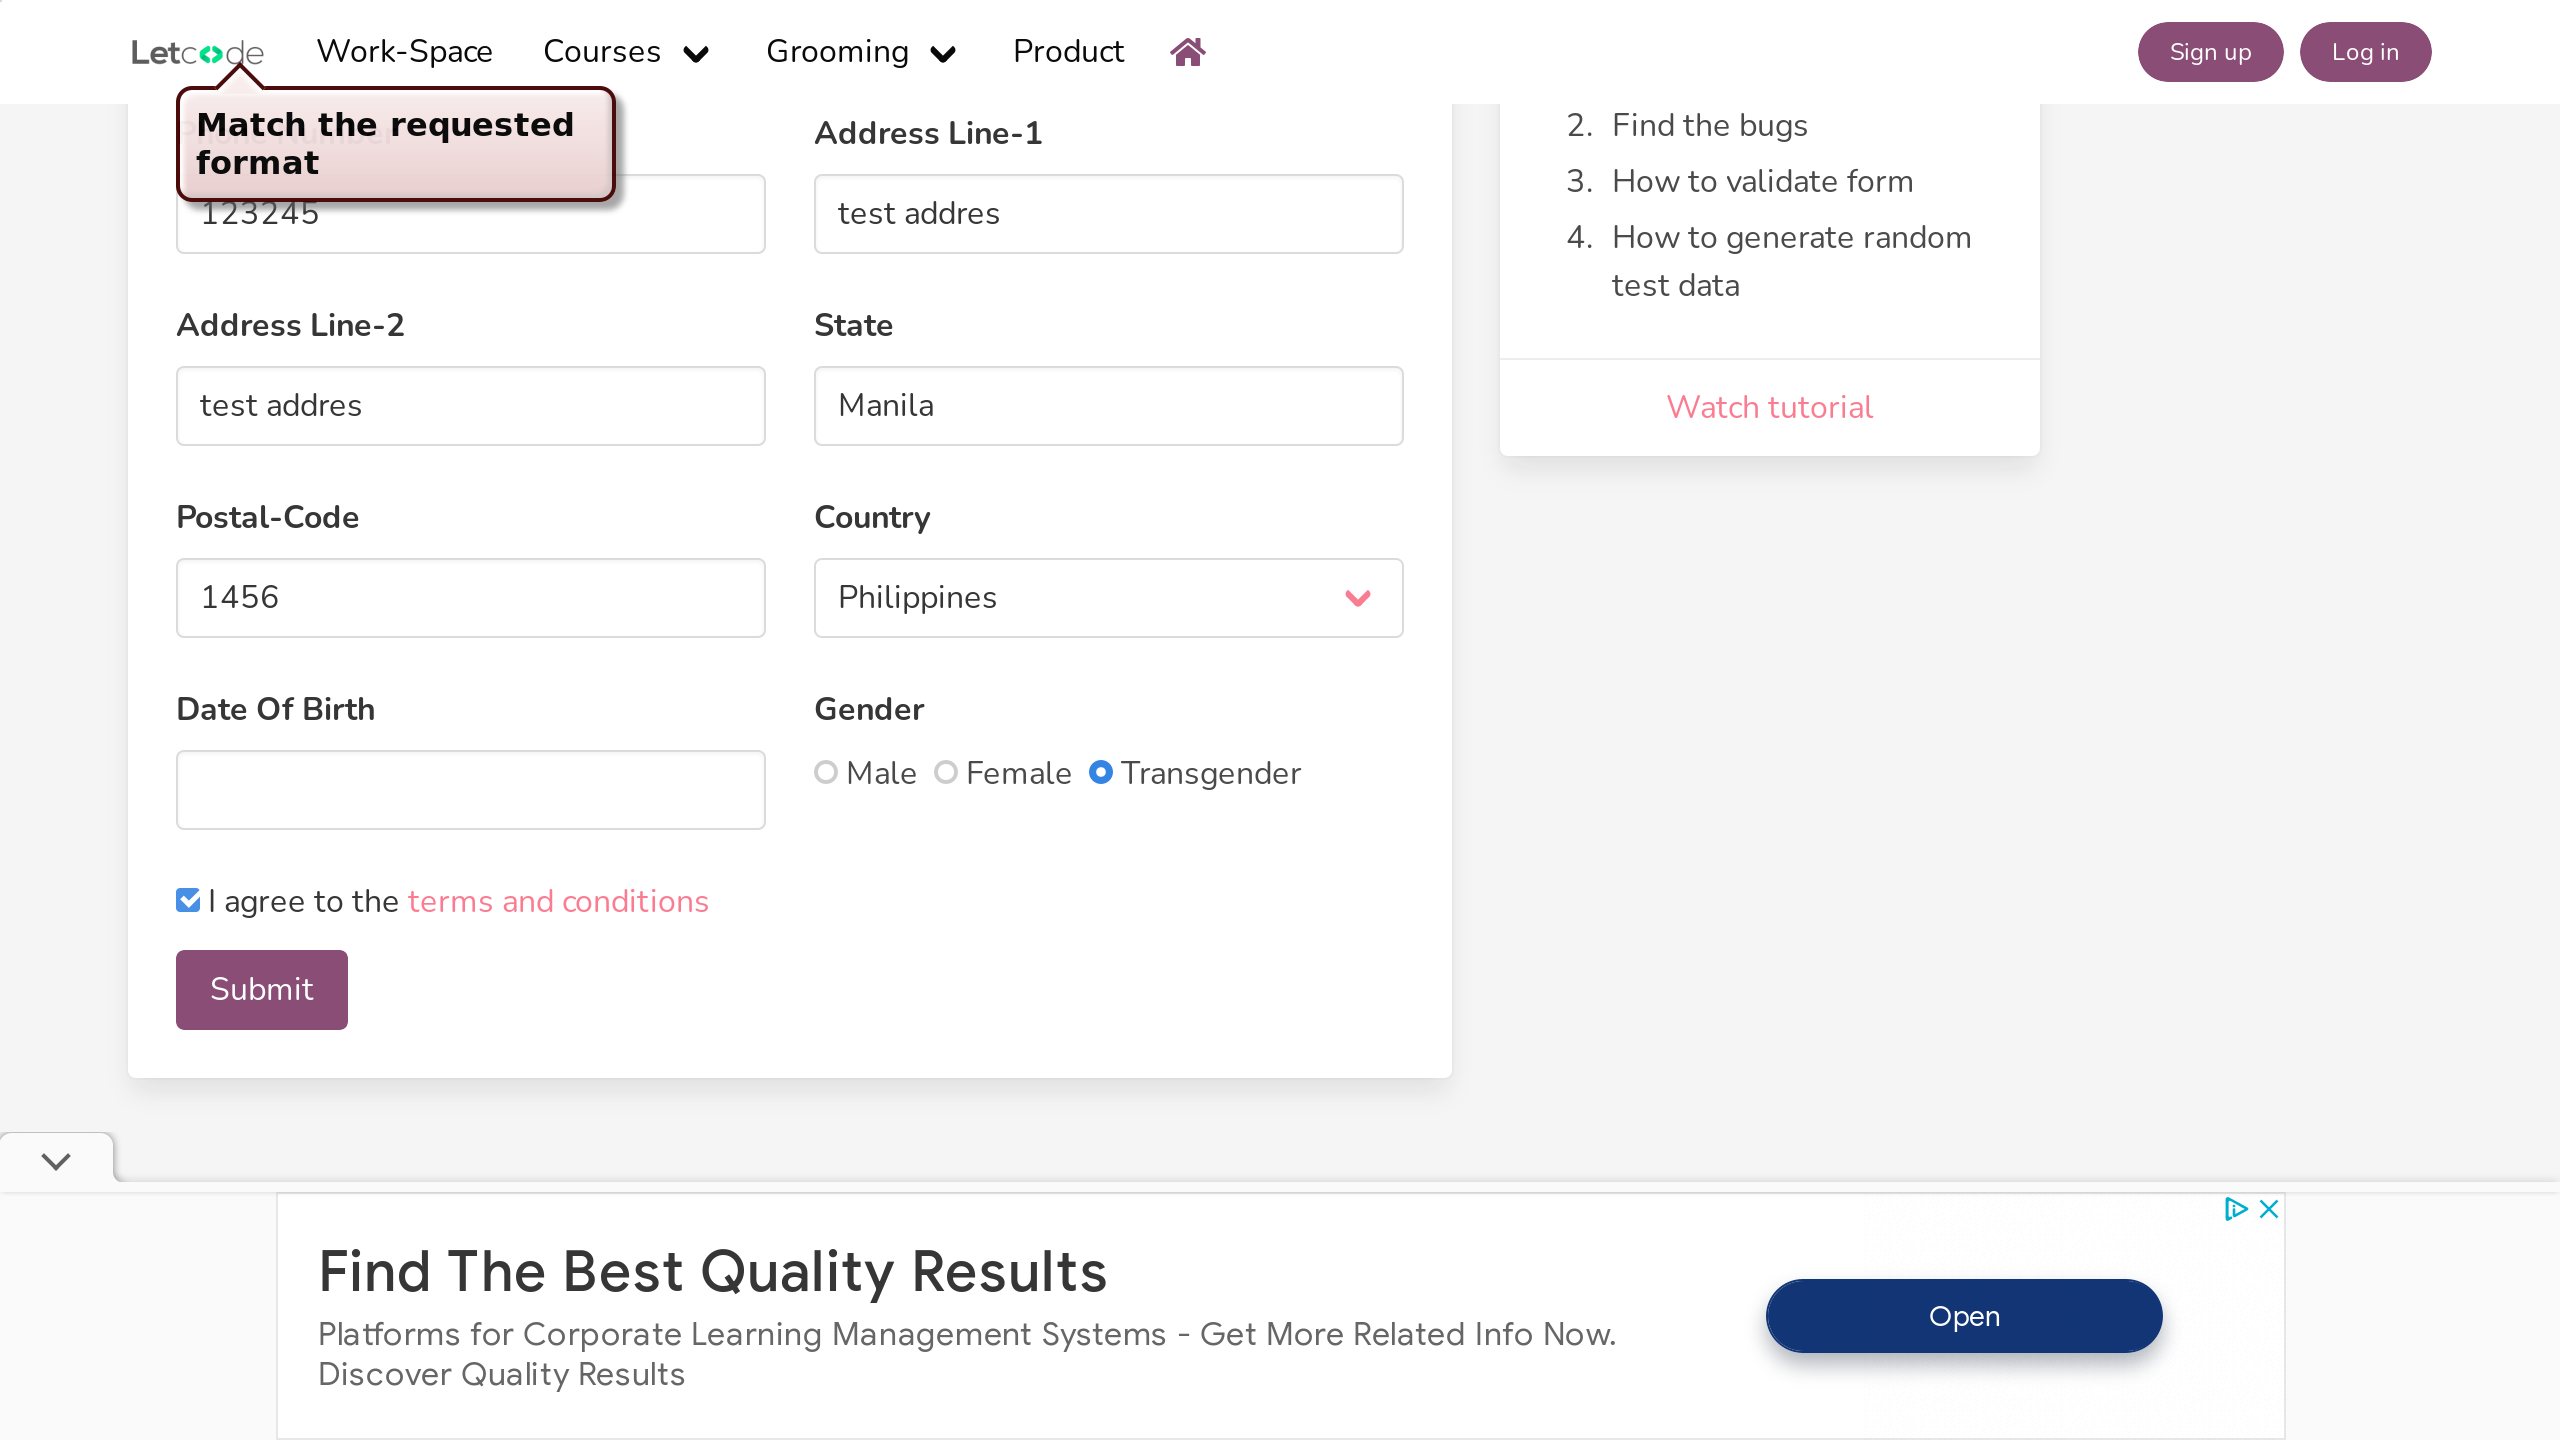 Letcode
Work-Space
Courses
Grooming
Product
Sign up
Log in
Match the requested
format
Address Line-1
123245
test addres
Address Line-2
State
test addres
Manila
Postal-Code
Country
1456
Philippines
Date Of Birth
Gender
Male
Female
Transgender
I agree to the terms and conditions
Submit
2. Find the bugs
3. How to validate form
4. How to generate random
test data
Watch tutorial
Find The Best Quality Results
Platforms for Corporate Learning Management Systems - Get More Related Info Now.
Discover Quality Results
Open